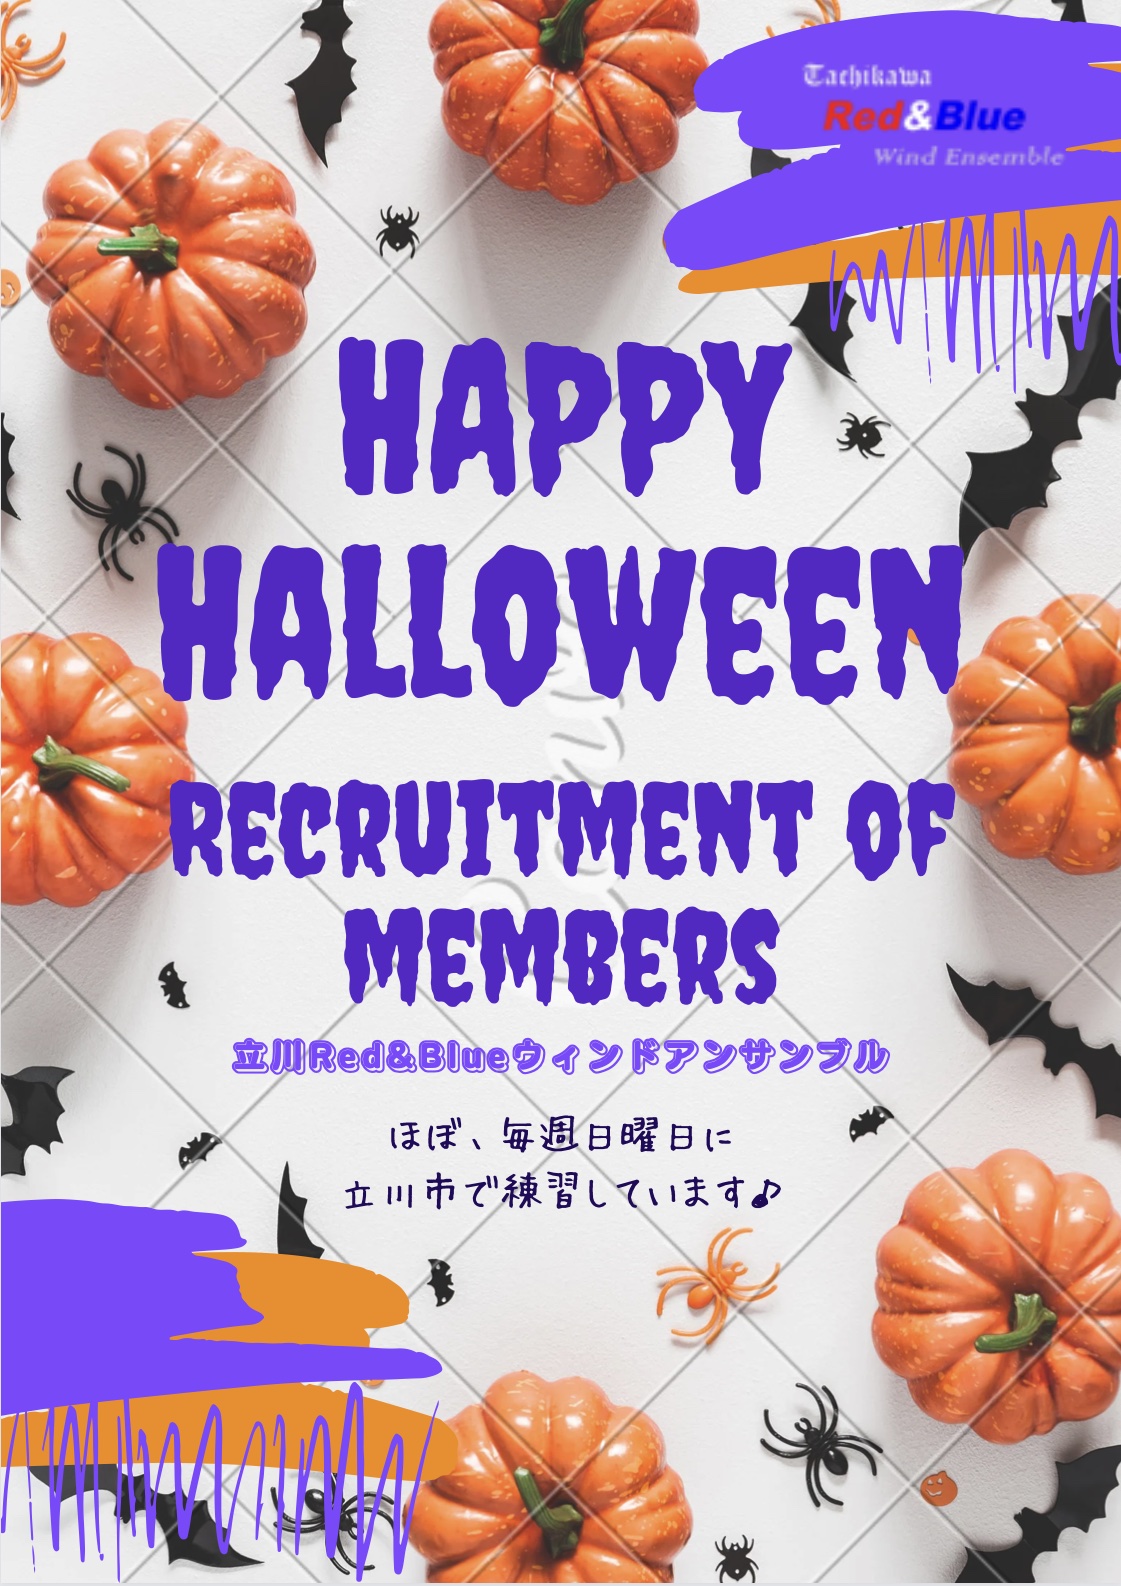 Tachikawa
Red&Blue
Wind Ensemble
HAPPY
HALLOWEEN
RECRUITMENT OF
MEMBERS
立川Red&Blueウィンドアンサンブル
ほぼ、毎週日曜日に
立川市で練習しています♪
Canva